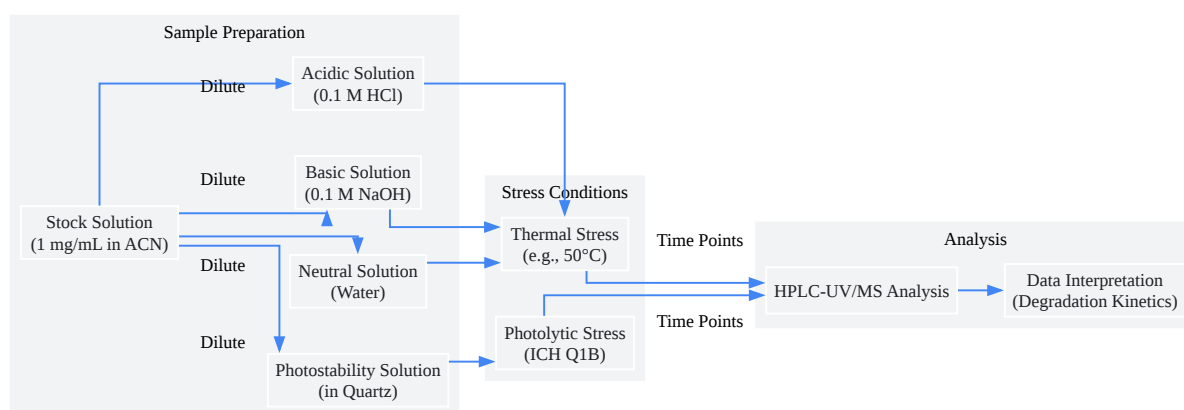 Sample Preparation
Dilute
Acidic Solution
(0.1 M HCl)
Dilute
Basic Solution
(0.1 M NaOH)
Stock Solution
(1 mg/mL in ACN)
Dilute
Neutral Solution
(Water)
Dilute
Photostability Solution
(in Quartz)
Stress Conditions
Thermal Stress
(e.g., 50°C)
Photolytic Stress
(ICH Q1B)
Time Points
Time Points
Analysis
HPLC-UV/MS Analysis
Data Interpretation
(Degradation Kinetics)